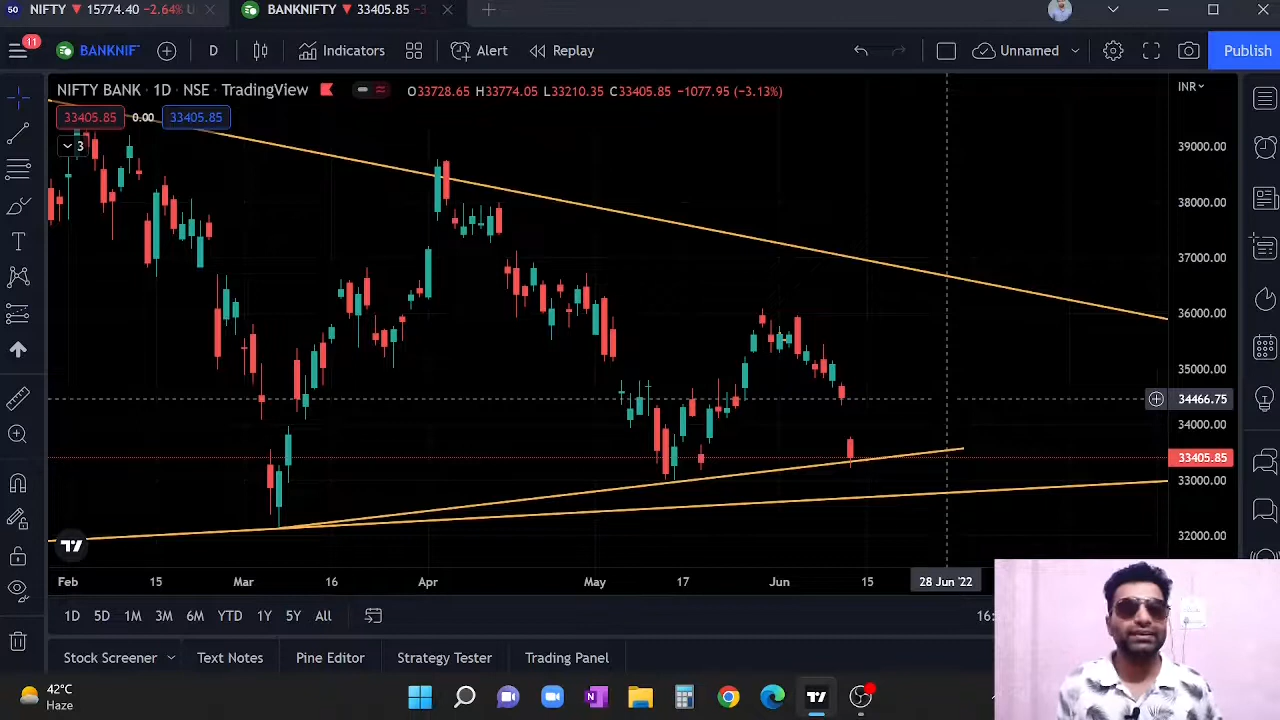 50 NIFTY ▼ 15774.40 −2.64%
BANKNIFTY ▼ 33405.85
BANKNIF
D
Indicators
Alert
Replay
Unnamed
Publish
11
NIFTY BANK · 1D · NSE · TradingView
O33728.65 H33774.05 L33210.35 C33405.85 −1077.95 (−3.13%)
INR
33405.85 0.00 33405.85
3
39000.00
38000.00
37000.00
36000.00
35000.00
34466.75
34000.00
33405.85
33000.00
32000.00
Feb 15 Mar 16 Apr May 17 Jun 15 28 Jun '22
1D 5D 1M 3M 6M YTD 1Y 5Y All
16:
Stock Screener Text Notes Pine Editor Strategy Tester Trading Panel
42°C
Haze